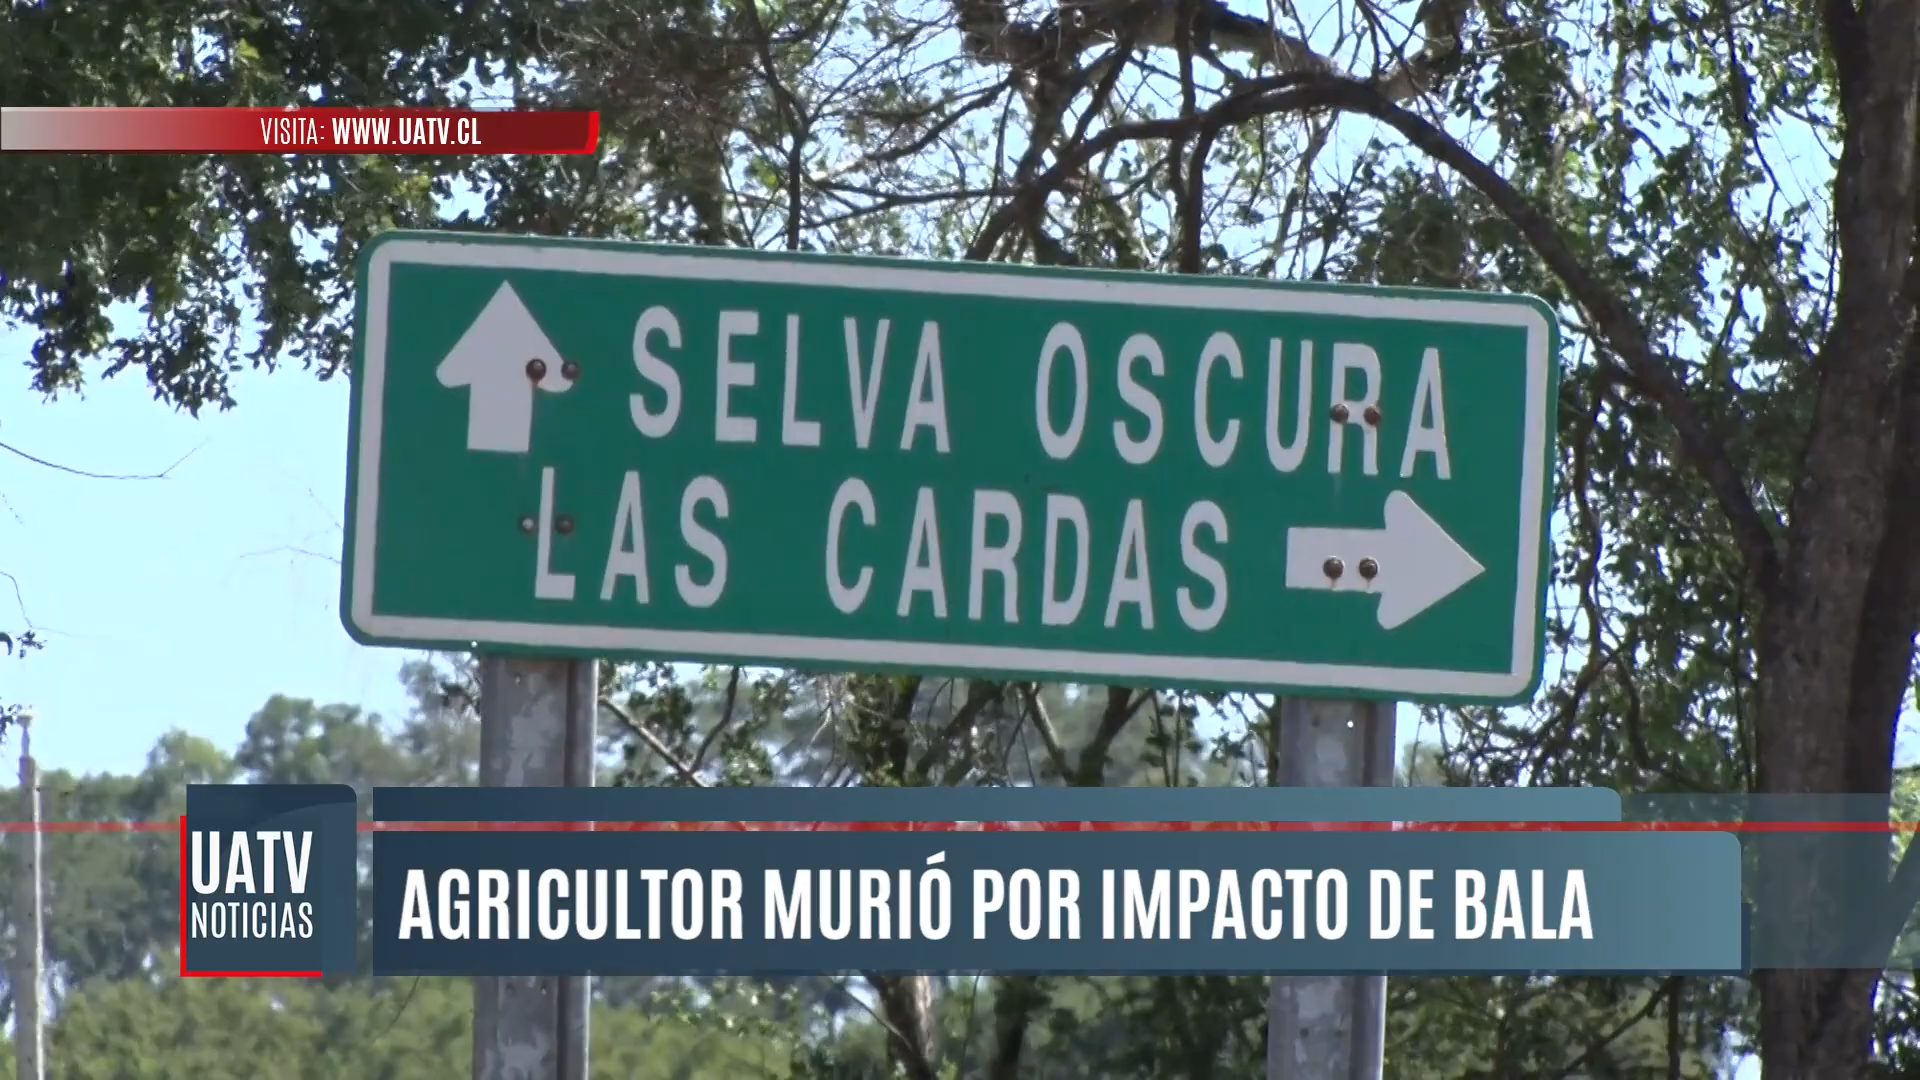 VISITA: WWW.UATV.CL
SELVA OSCURA
LAS CARDAS
UATV
NOTICIAS
AGRICULTOR MURIÓ POR IMPACTO DE BALA